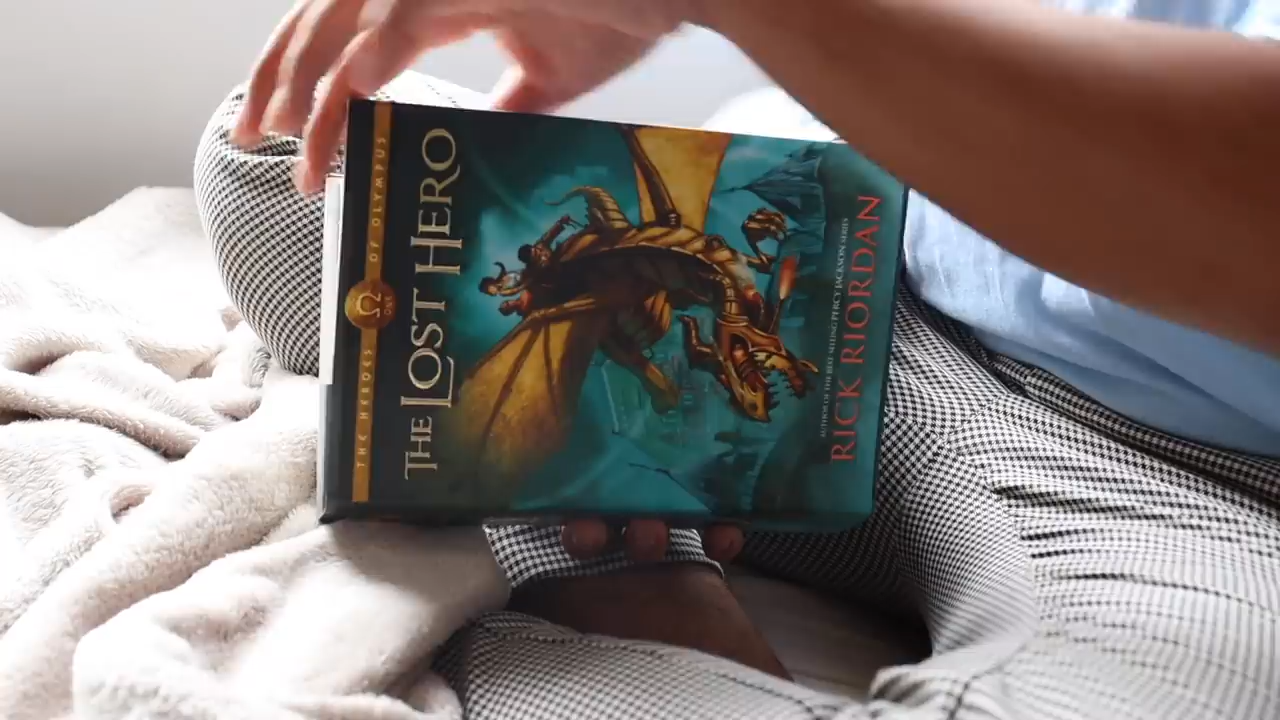 THE HEROES OF OLYMPUS
Ω
ONE
THE LOST HERO
AUTHOR OF THE BEST-SELLING PERCY JACKSON SERIES
RICK RIORDAN